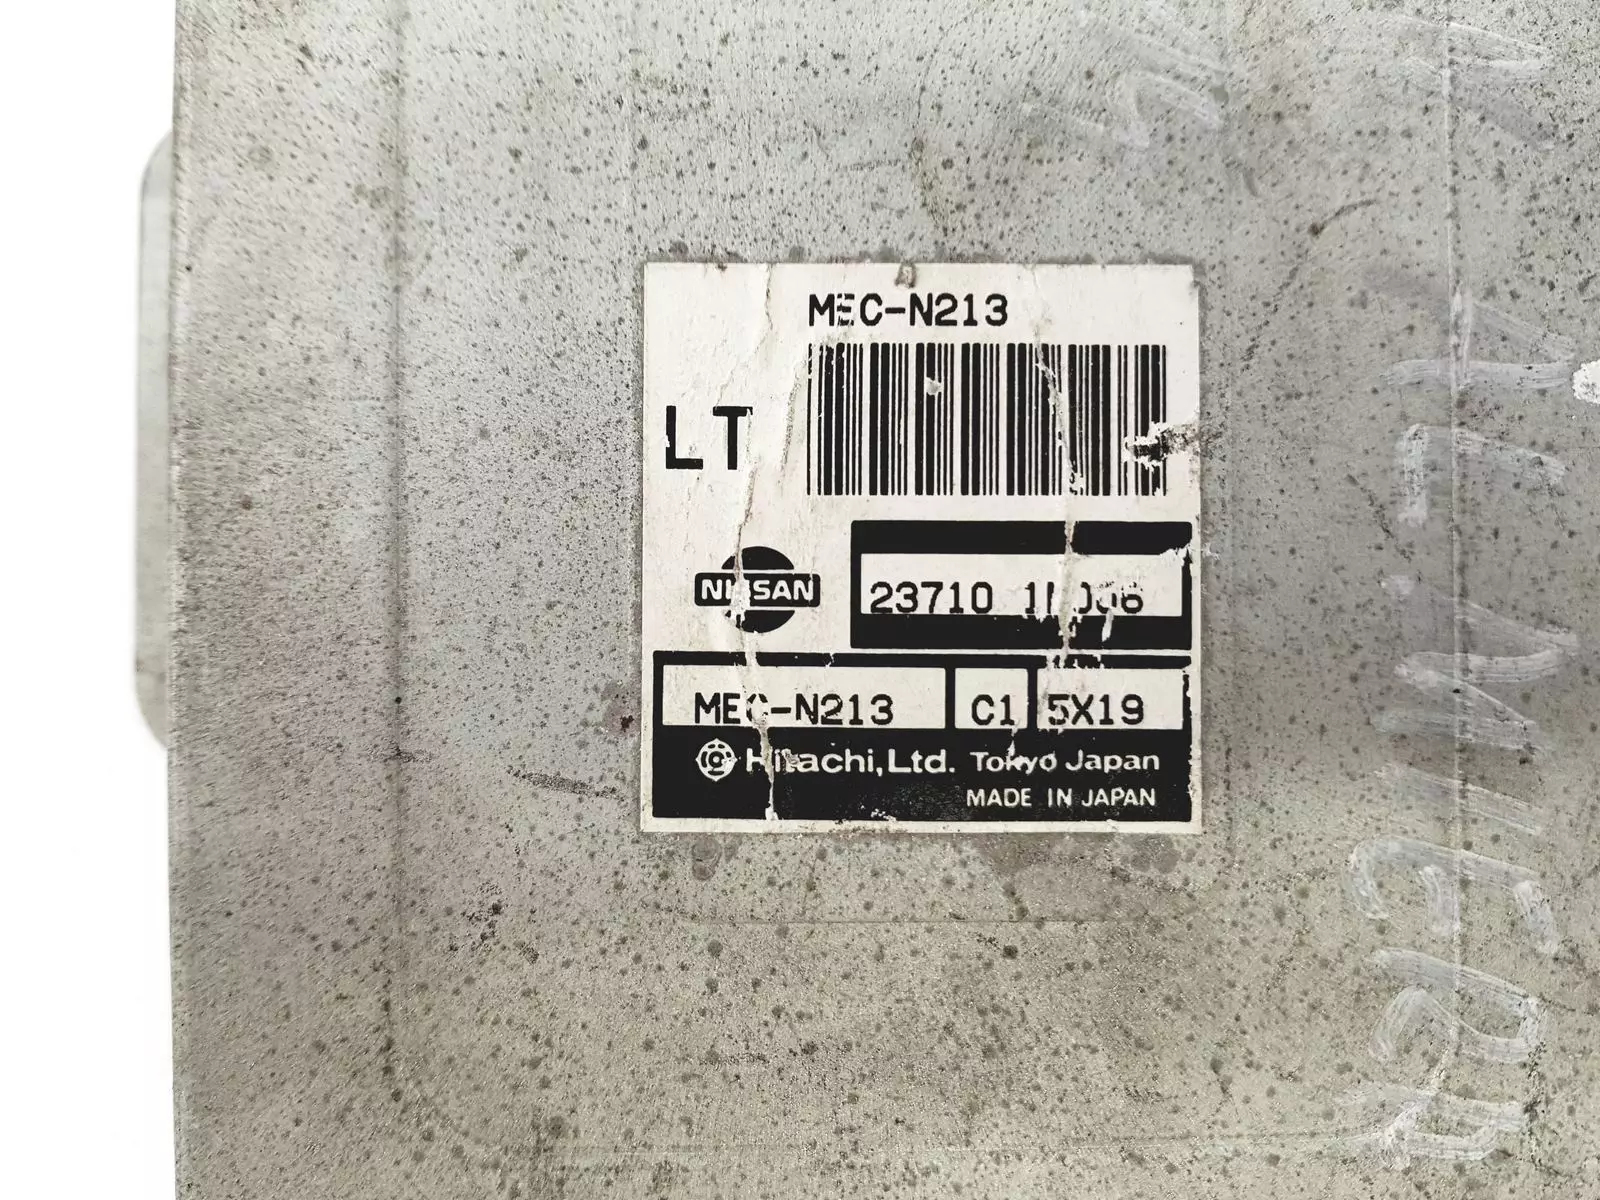 MEC-N213
LT
NISSAN
23710
MEC-N213 C1 5X19
Hitachi, Ltd. Tokyo Japan
MADE IN JAPAN